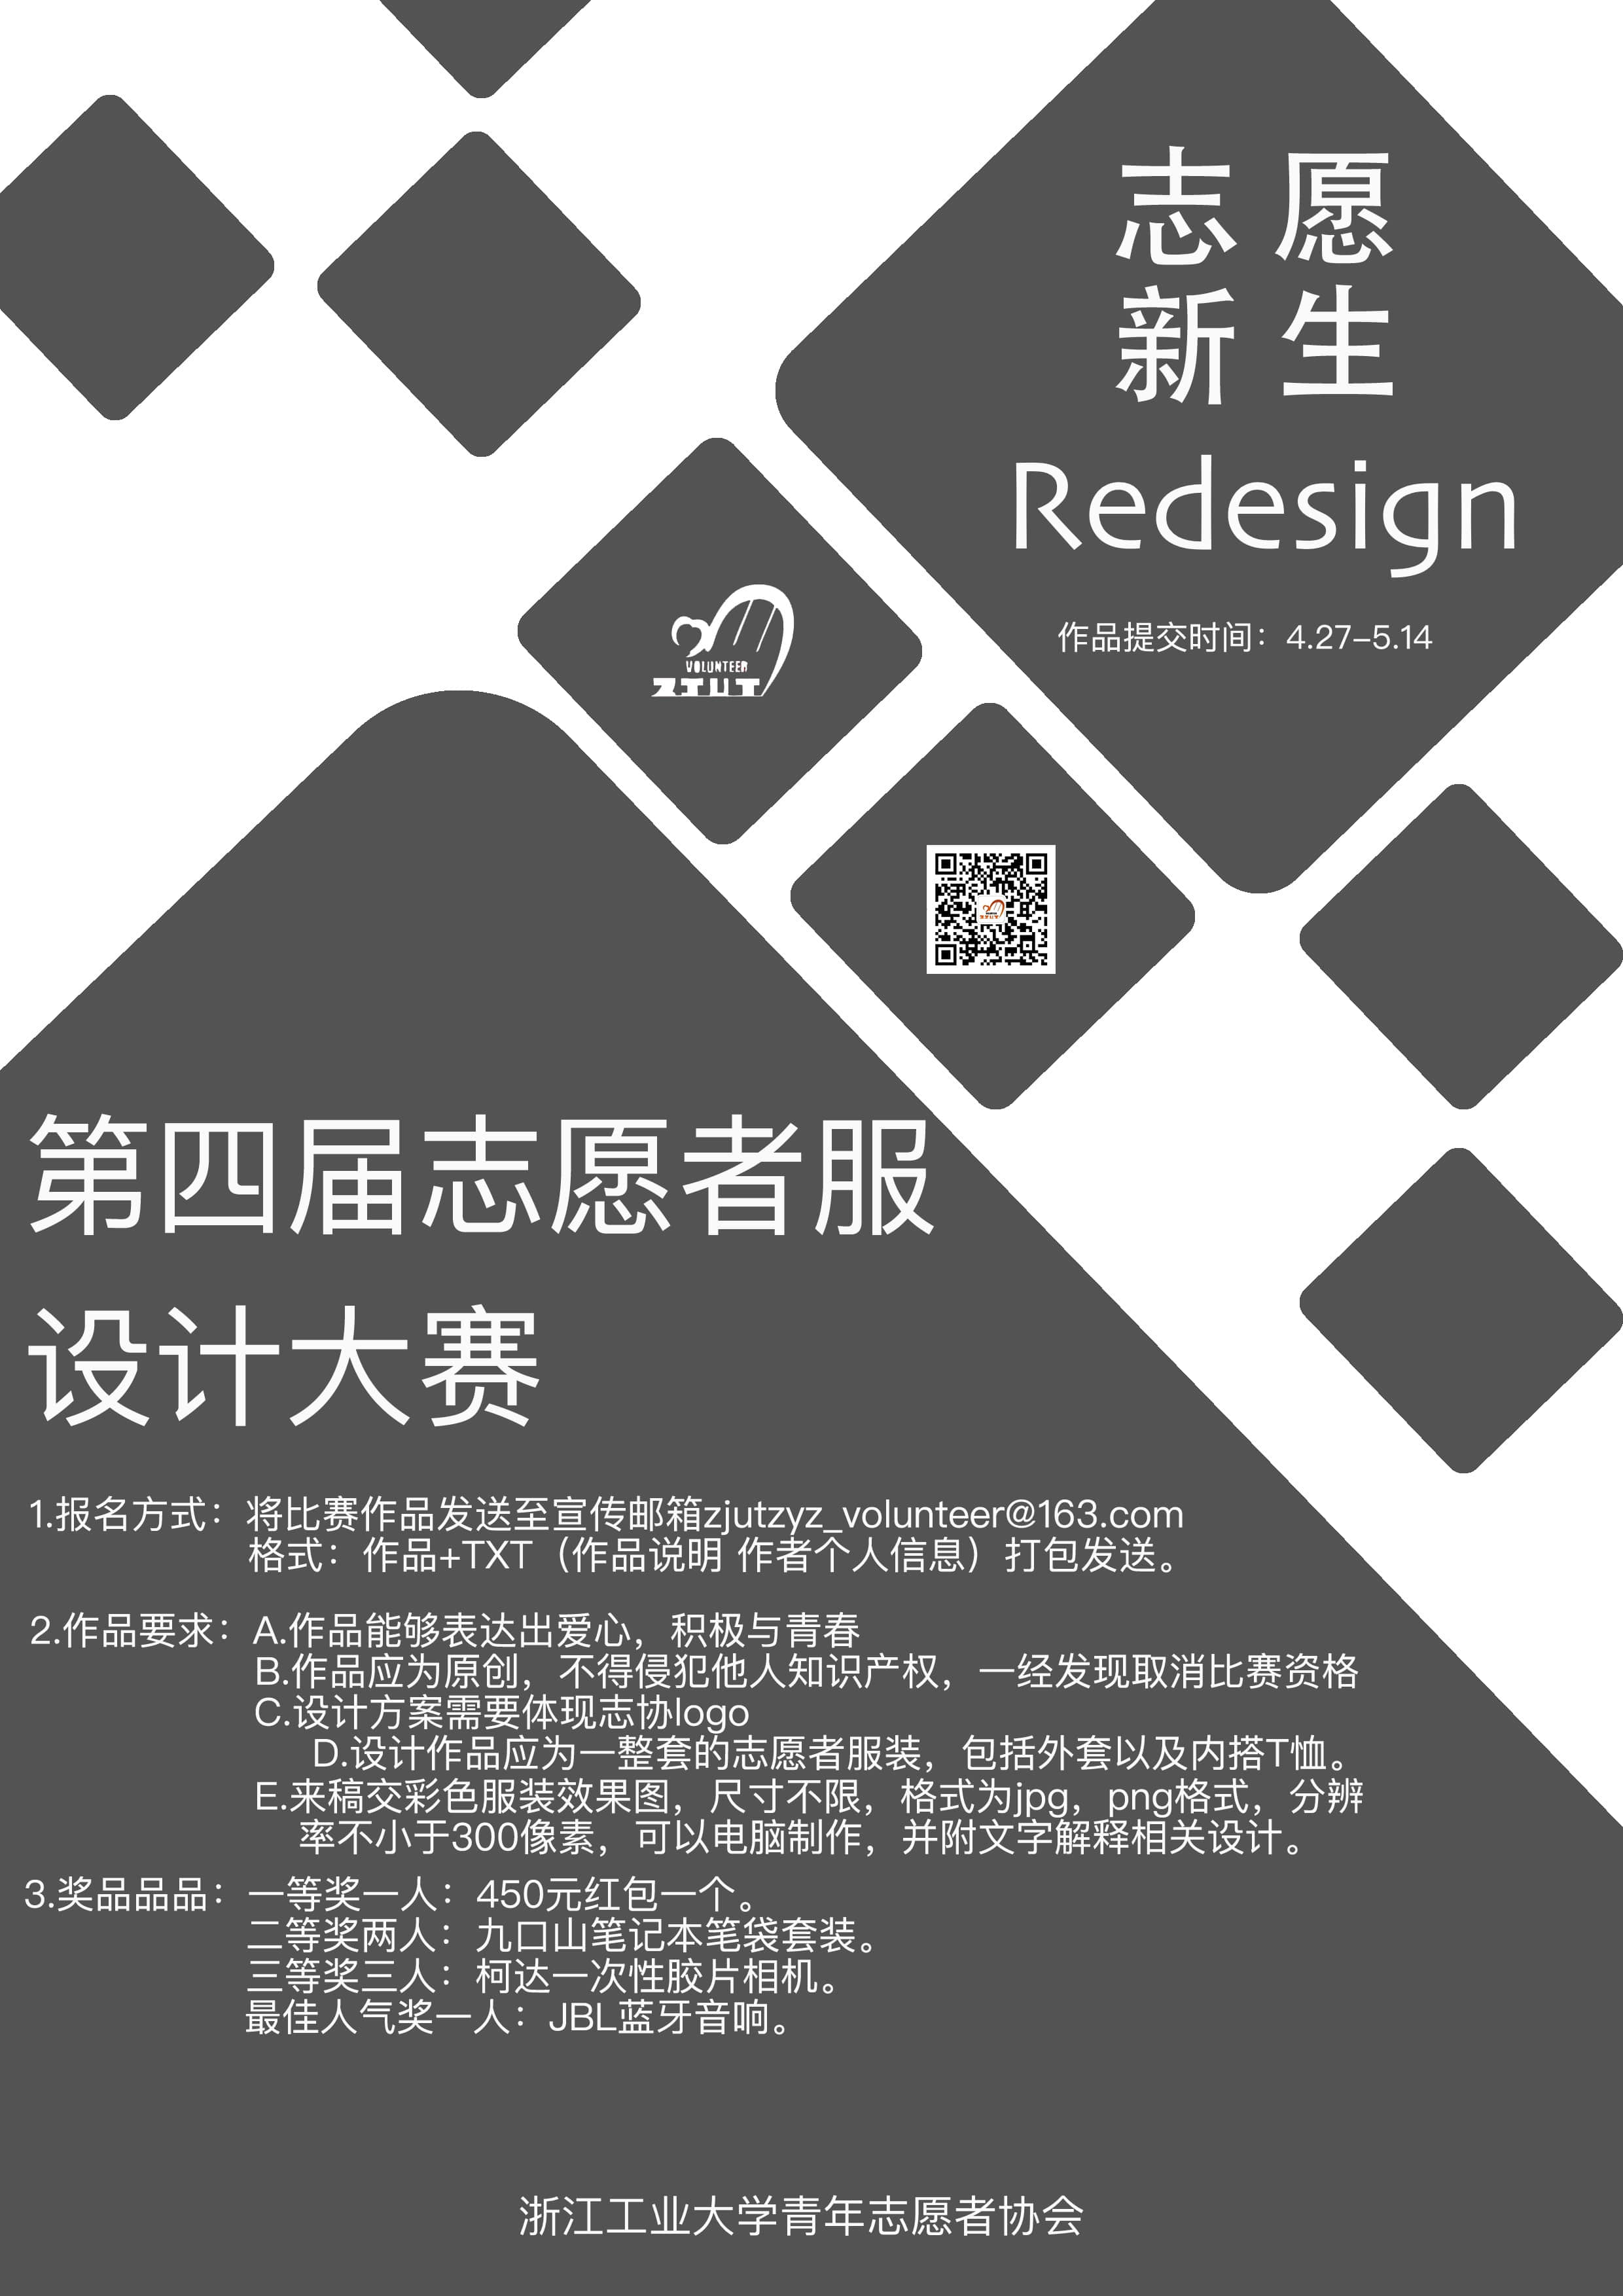 志愿
新生
Redesign
作品提交时间：4.27-5.14
VOLUNTEER
ZJUT
第四届志愿者服
设计大赛
1.报名方式：将比赛作品发送至宣传邮箱zjutzyz_volunteer@163.com
格式：作品+TXT（作品说明 作者个人信息）打包发送。
2.作品要求：A.作品能够表达出爱心，积极与青春
B.作品应为原创，不得侵犯他人知识产权，一经发现取消比赛资格
C.设计方案需要体现志协logo
D.设计作品应为一整套的志愿者服装，包括外套以及内搭T恤。
E.来稿交彩色服装效果图，尺寸不限，格式为jpg，png格式，分辨
率不小于300像素，可以电脑制作，并附文字解释相关设计。
3.奖品品品：一等奖一人：450元红包一个。
二等奖两人：九口山笔记本笔袋套装。
三等奖三人：柯达一次性胶片相机。
最佳人气奖一人：JBL蓝牙音响。
浙江工业大学青年志愿者协会